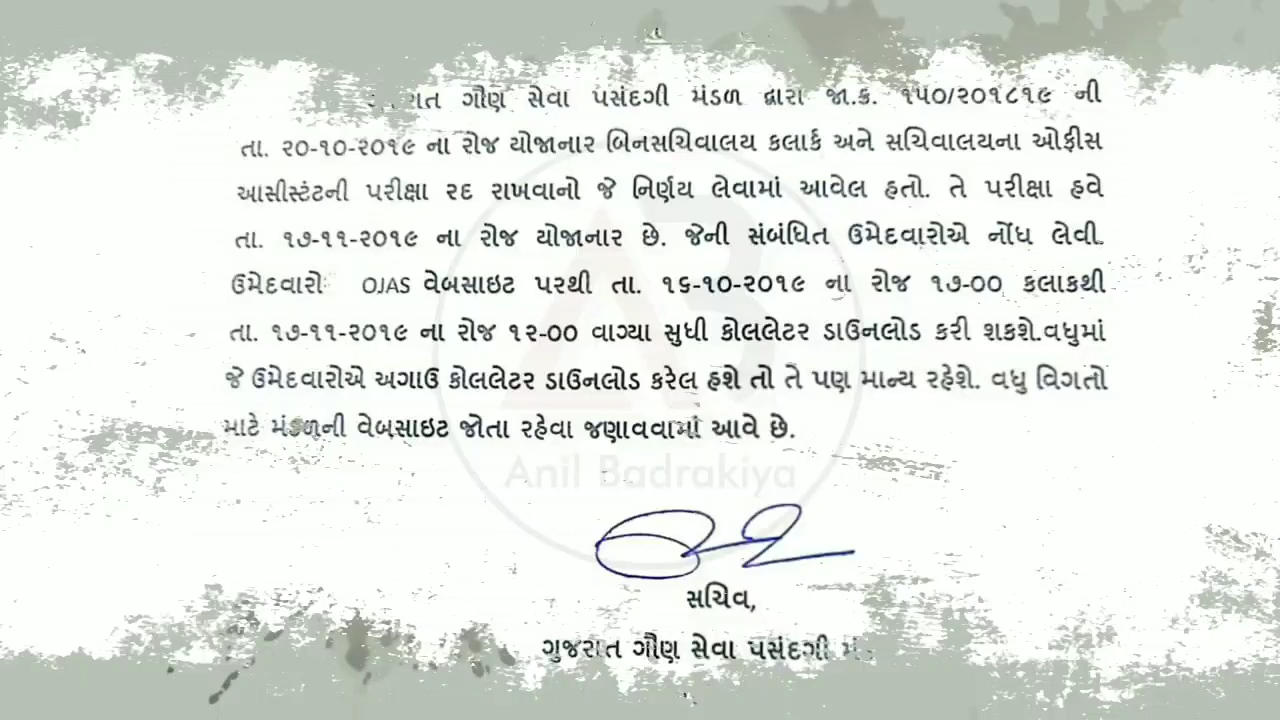 ગૌણ સેવા પસંદગી મંડળ દ્વારા જા.ક્ર. ૧૫૦/૨૦૧૮૧૯ ની
તા. ૨૦-૧૦-૨૦૧૯ ના રોજ યોજાનાર બિનસચિવાલય કલાર્ક અને સચિવાલયના ઓફીસ
આસીસ્ટંટની પરીક્ષા રદ રાખવાનો જે નિર્ણય લેવામાં આવેલ હતો. તે પરીક્ષા હવે
તા. ૧૭-૧૧-૨૦૧૯ ના રોજ યોજાનાર છે. જેની સંબંધિત ઉમેદવારોએ નોંધ લેવી.
ઉમેદવારો OJAS વેબસાઇટ પરથી તા. ૧૬-૧૦-૨૦૧૯ ના રોજ ૧૭-૦૦ કલાકથી
તા. ૧૭-૧૧-૨૦૧૯ ના રોજ ૧૨-૦૦ વાગ્યા સુધી કોલલેટર ડાઉનલોડ કરી શકશે.વધુમાં
જે ઉમેદવારોએ અગાઉ કોલલેટર ડાઉનલોડ કરેલ હશે તો તે પણ માન્ય રહેશે. વધુ વિગતો
માટે મંડળની વેબસાઇટ જોતા રહેવા જણાવવામાં આવે છે.
Anil Badrakiya
સચિવ,
ગુજરાત ગૌણ સેવા પસંદગી